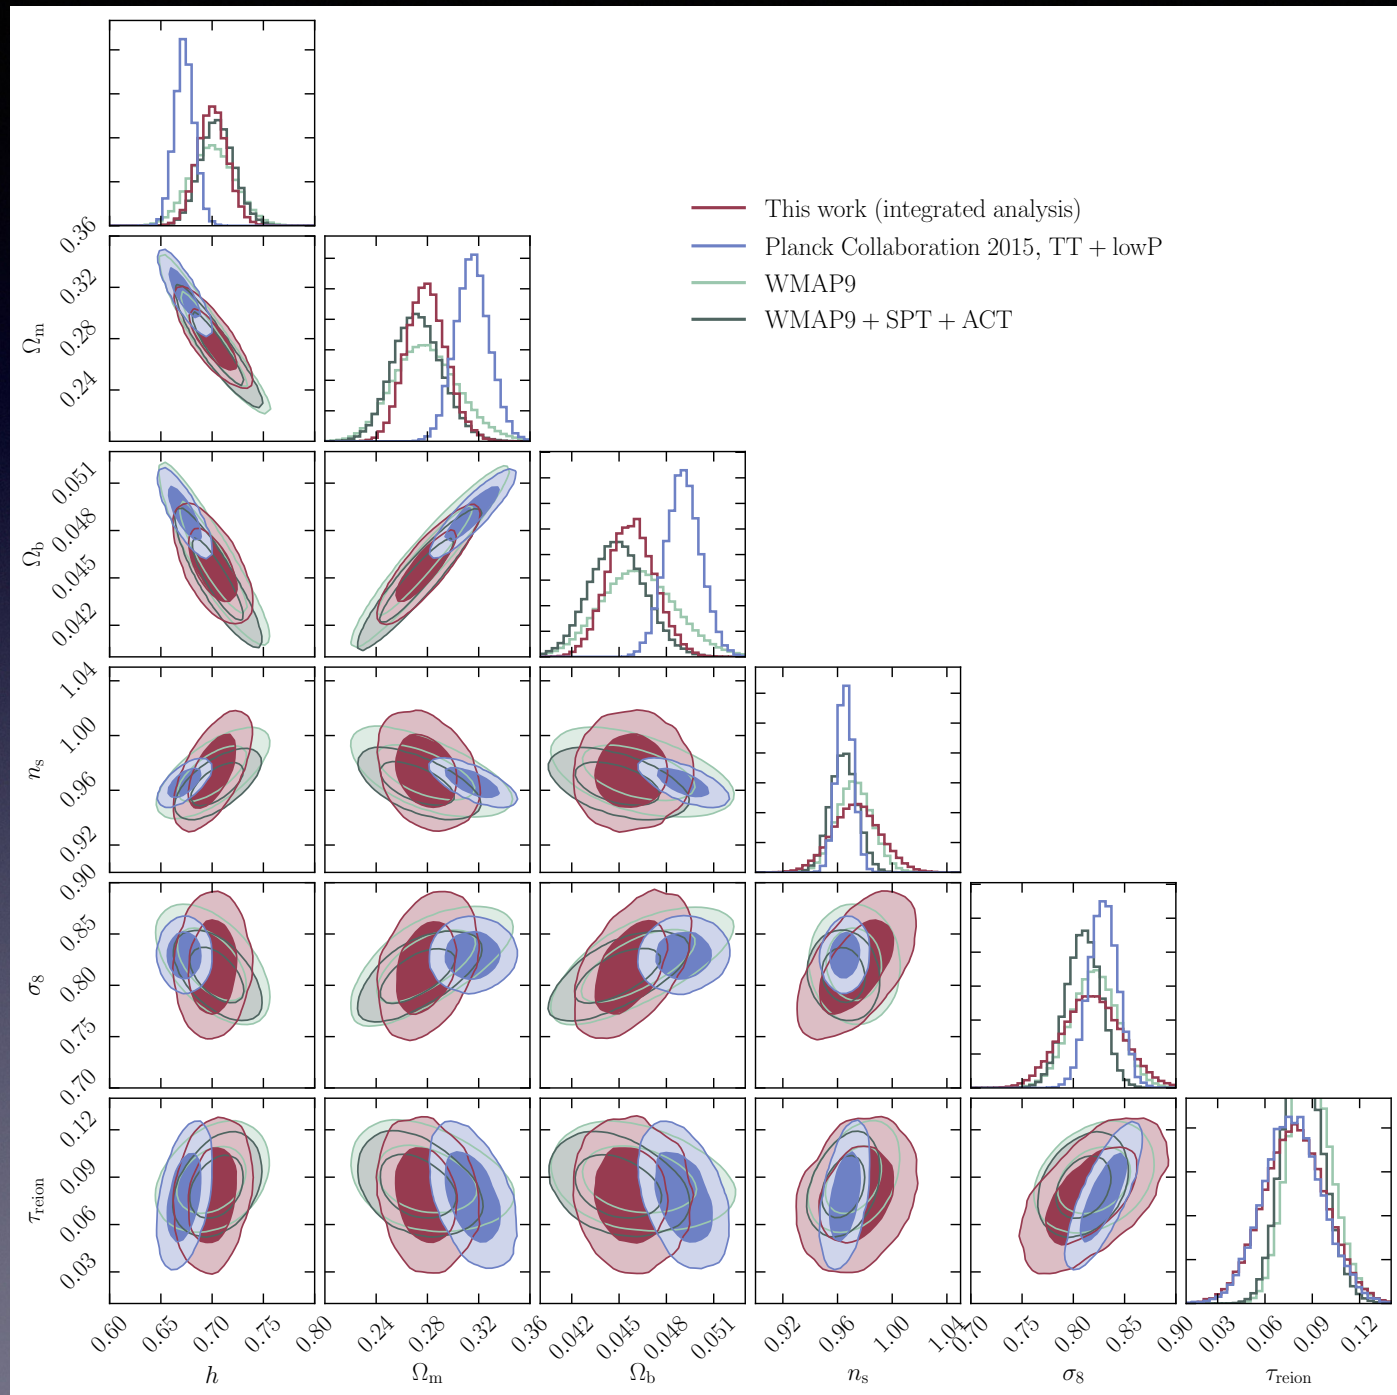 This work (integrated analysis)
Planck Collaboration 2015, TT + lowP
WMAP9
WMAP9 + SPT + ACT
0.36
0.32
0.28
0.24
Ωm
0.051
0.048
0.045
0.042
Ωb
1.04
1.00
0.96
0.92
ns
0.90
0.85
0.80
0.75
0.70
σ8
0.12
0.09
0.06
0.03
τreion
0.60 0.65 0.70 0.75 0.80
0.24 0.28 0.32 0.36
0.042 0.045 0.048 0.051
0.92 0.96 1.00 1.04
0.70 0.75 0.80 0.85 0.90
0.03 0.06 0.09 0.12
h Ωm Ωb ns σ8 τreion